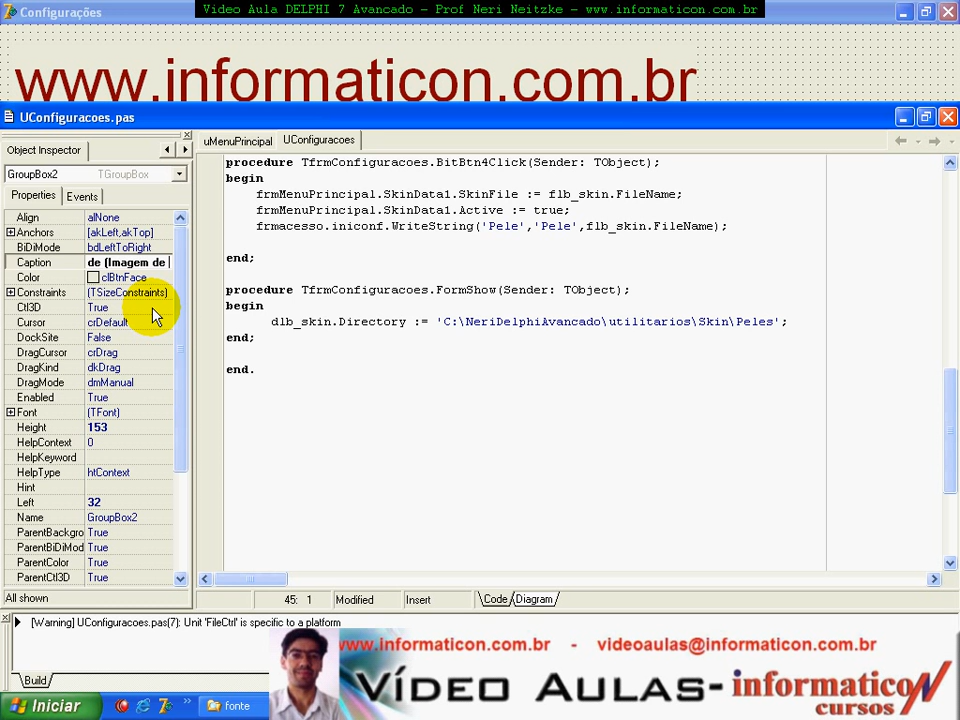 Configurações
Video Aula DELPHI 7 Avancado - Prof Neri Neitzke - www.informaticon.com.br
www.informaticon.com.br
UConfiguracoes.pas
Object Inspector
uMenuPrincipal
UConfiguracoes
GroupBox2 TGroupBox
Properties
Events
Align alNone
Anchors [akLeft,akTop]
BiDiMode bdLeftToRight
Caption de (Imagem de
Color clBtnFace
Constraints (TSizeConstraints)
Ctl3D True
Cursor crDefault
DockSite False
DragCursor crDrag
DragKind dkDrag
DragMode dmManual
Enabled True
Font (TFont)
Height 153
HelpContext 0
HelpKeyword
HelpType htContext
Hint
Left 32
Name GroupBox2
ParentBackgro True
ParentBiDiMod True
ParentColor True
ParentCtl3D True
All shown
procedure TfrmConfiguracoes.BitBtn4Click(Sender: TObject);
begin
frmMenuPrincipal.SkinData1.SkinFile := flb_skin.FileName;
frmMenuPrincipal.SkinData1.Active := true;
frmacesso.iniconf.WriteString('Pele','Pele',flb_skin.FileName);
end;
procedure TfrmConfiguracoes.FormShow(Sender: TObject);
begin
dlb_skin.Directory := 'C:\NeriDelphiAvancado\utilitarios\Skin\Peles';
end;
end.
45: 1
Modified
Insert
Code
Diagram
[Warning] UConfiguracoes.pas(7): Unit 'FileCtrl' is specific to a platform
Build
www.informaticon.com.br - videoaulas@informaticon.com.br
VÍDEO AULAS- informaticoN
cursos
Iniciar
fonte